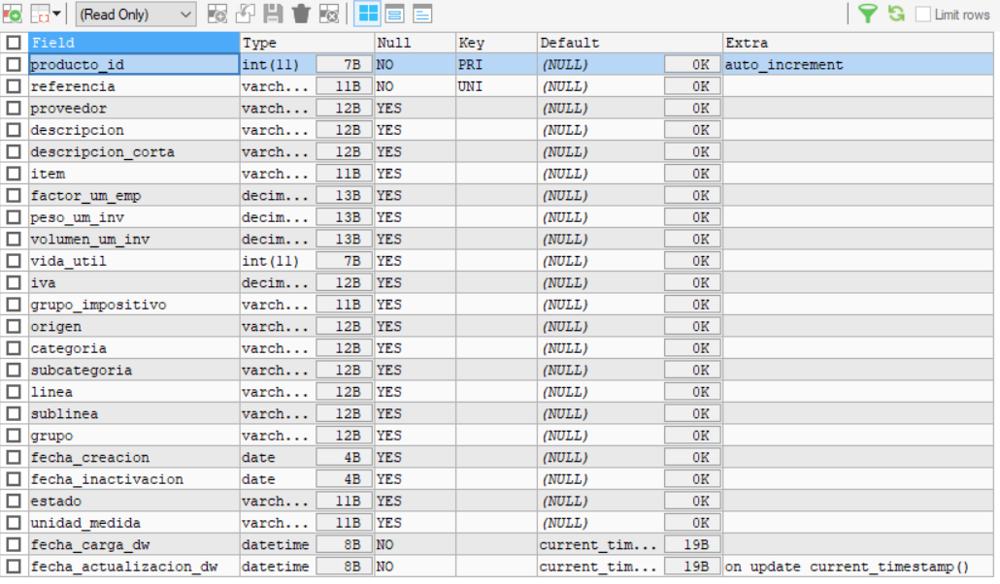 (Read Only) Limit rows
Field Type Null Key Default Extra
producto_id int(11) 7B NO PRI (NULL) 0K auto_increment
referencia varch... 11B NO UNI (NULL) 0K
proveedor varch... 12B YES (NULL) 0K
descripcion varch... 12B YES (NULL) 0K
descripcion_corta varch... 12B YES (NULL) 0K
item varch... 11B YES (NULL) 0K
factor_um_emp decim... 13B YES (NULL) 0K
peso_um_inv decim... 13B YES (NULL) 0K
volumen_um_inv decim... 13B YES (NULL) 0K
vida_util int(11) 7B YES (NULL) 0K
iva decim... 12B YES (NULL) 0K
grupo_impositivo varch... 11B YES (NULL) 0K
origen varch... 12B YES (NULL) 0K
categoria varch... 12B YES (NULL) 0K
subcategoria varch... 12B YES (NULL) 0K
linea varch... 12B YES (NULL) 0K
sublinea varch... 12B YES (NULL) 0K
grupo varch... 12B YES (NULL) 0K
fecha_creacion date 4B YES (NULL) 0K
fecha_inactivacion date 4B YES (NULL) 0K
estado varch... 11B YES (NULL) 0K
unidad_medida varch... 11B YES (NULL) 0K
fecha_carga_dw datetime 8B NO current_tim... 19B
fecha_actualizacion_dw datetime 8B NO current_tim... 19B on update current_timestamp()